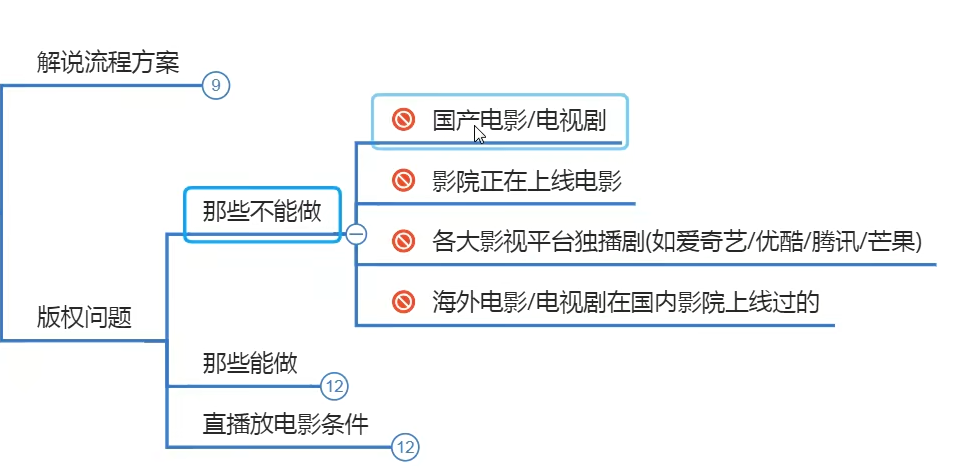 解说流程方案
9
国产电影/电视剧
影院正在上线电影
那些不能做
各大影视平台独播剧(如爱奇艺/优酷/腾讯/芒果)
海外电影/电视剧在国内影院上线过的
版权问题
那些能做
12
直播放电影条件
12